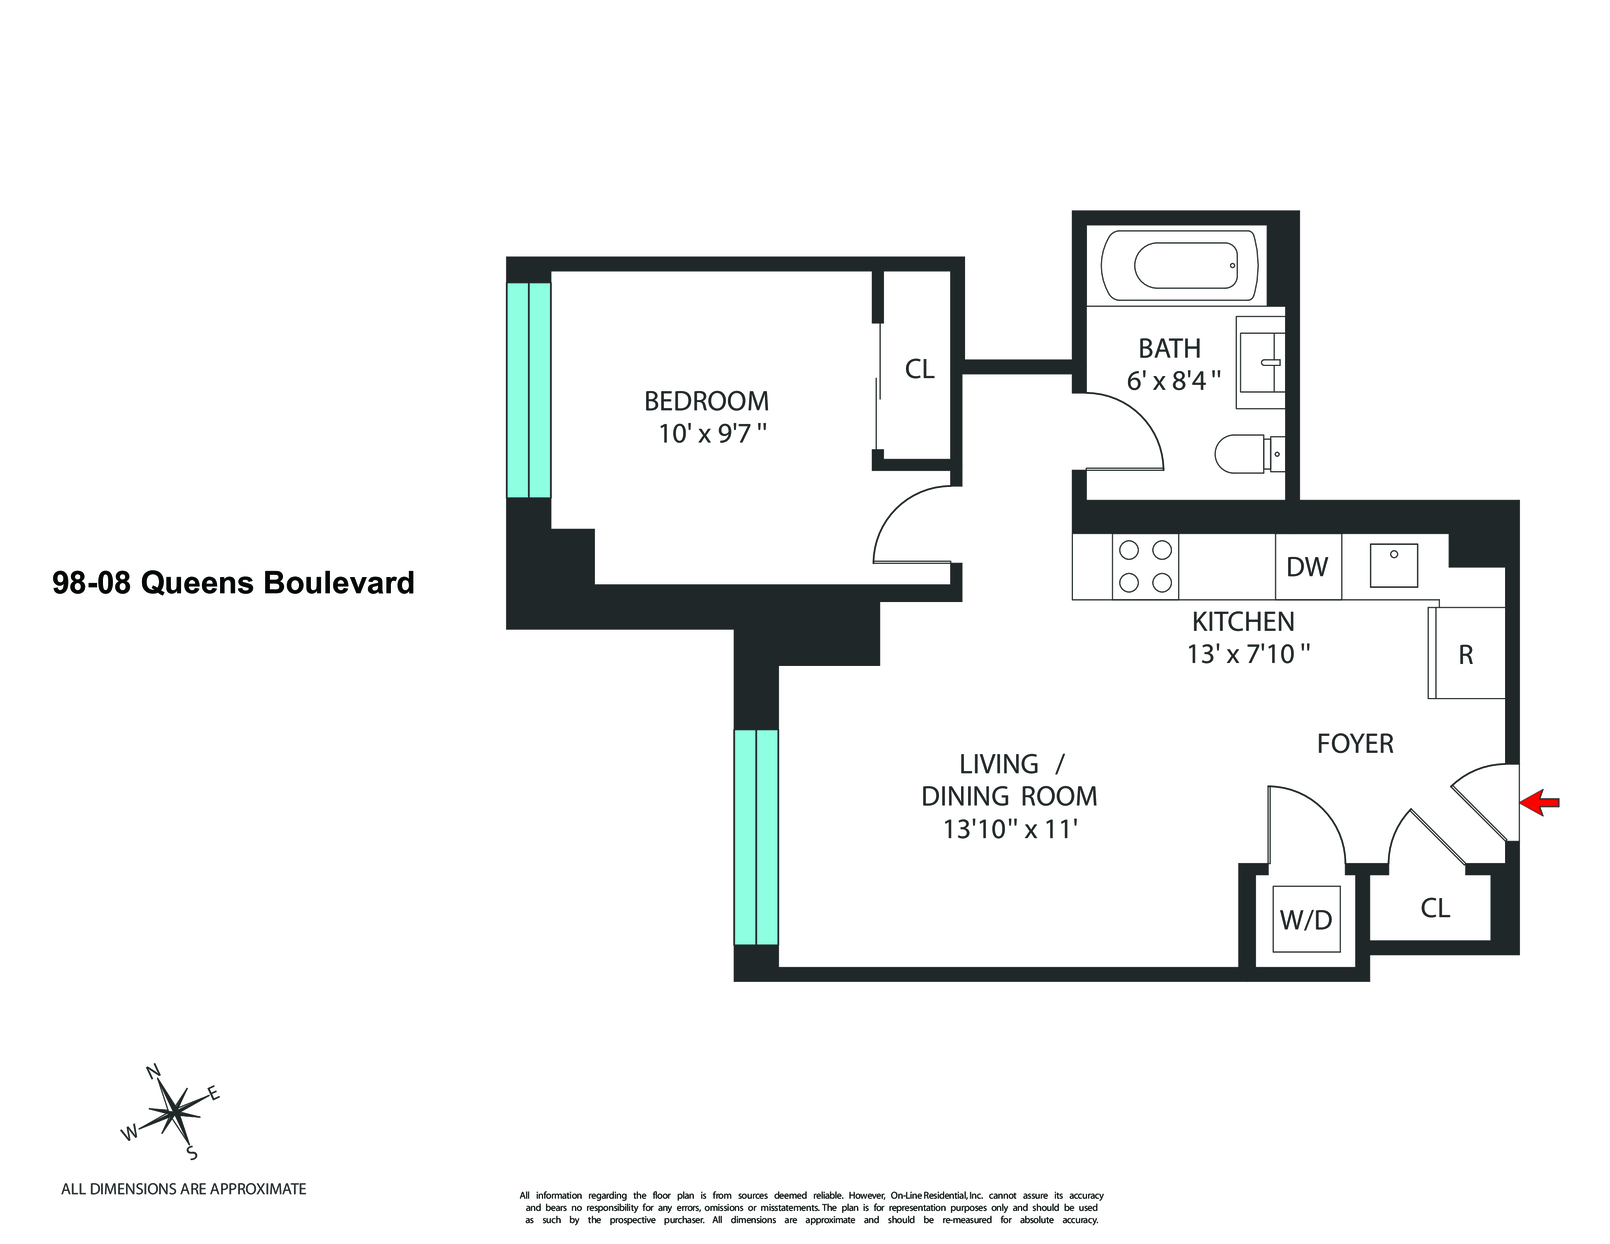 BATH
6' x 8'4 "
CL
BEDROOM
10' x 9'7 "
DW
98-08 Queens Boulevard
KITCHEN
13' x 7'10 "
R
FOYER
LIVING /
DINING ROOM
13'10" x 11'
W/D
CL
N
E
W
S
ALL DIMENSIONS ARE APPROXIMATE
All information regarding the floor plan is from sources deemed reliable. However, On-Line Residential, Inc. cannot assure its accuracy
and bears no responsibility for any errors, omissions or misstatements. The plan is for representation purposes only and should be used
as such by the prospective purchaser. All dimensions are approximate and should be re-measured for absolute accuracy.